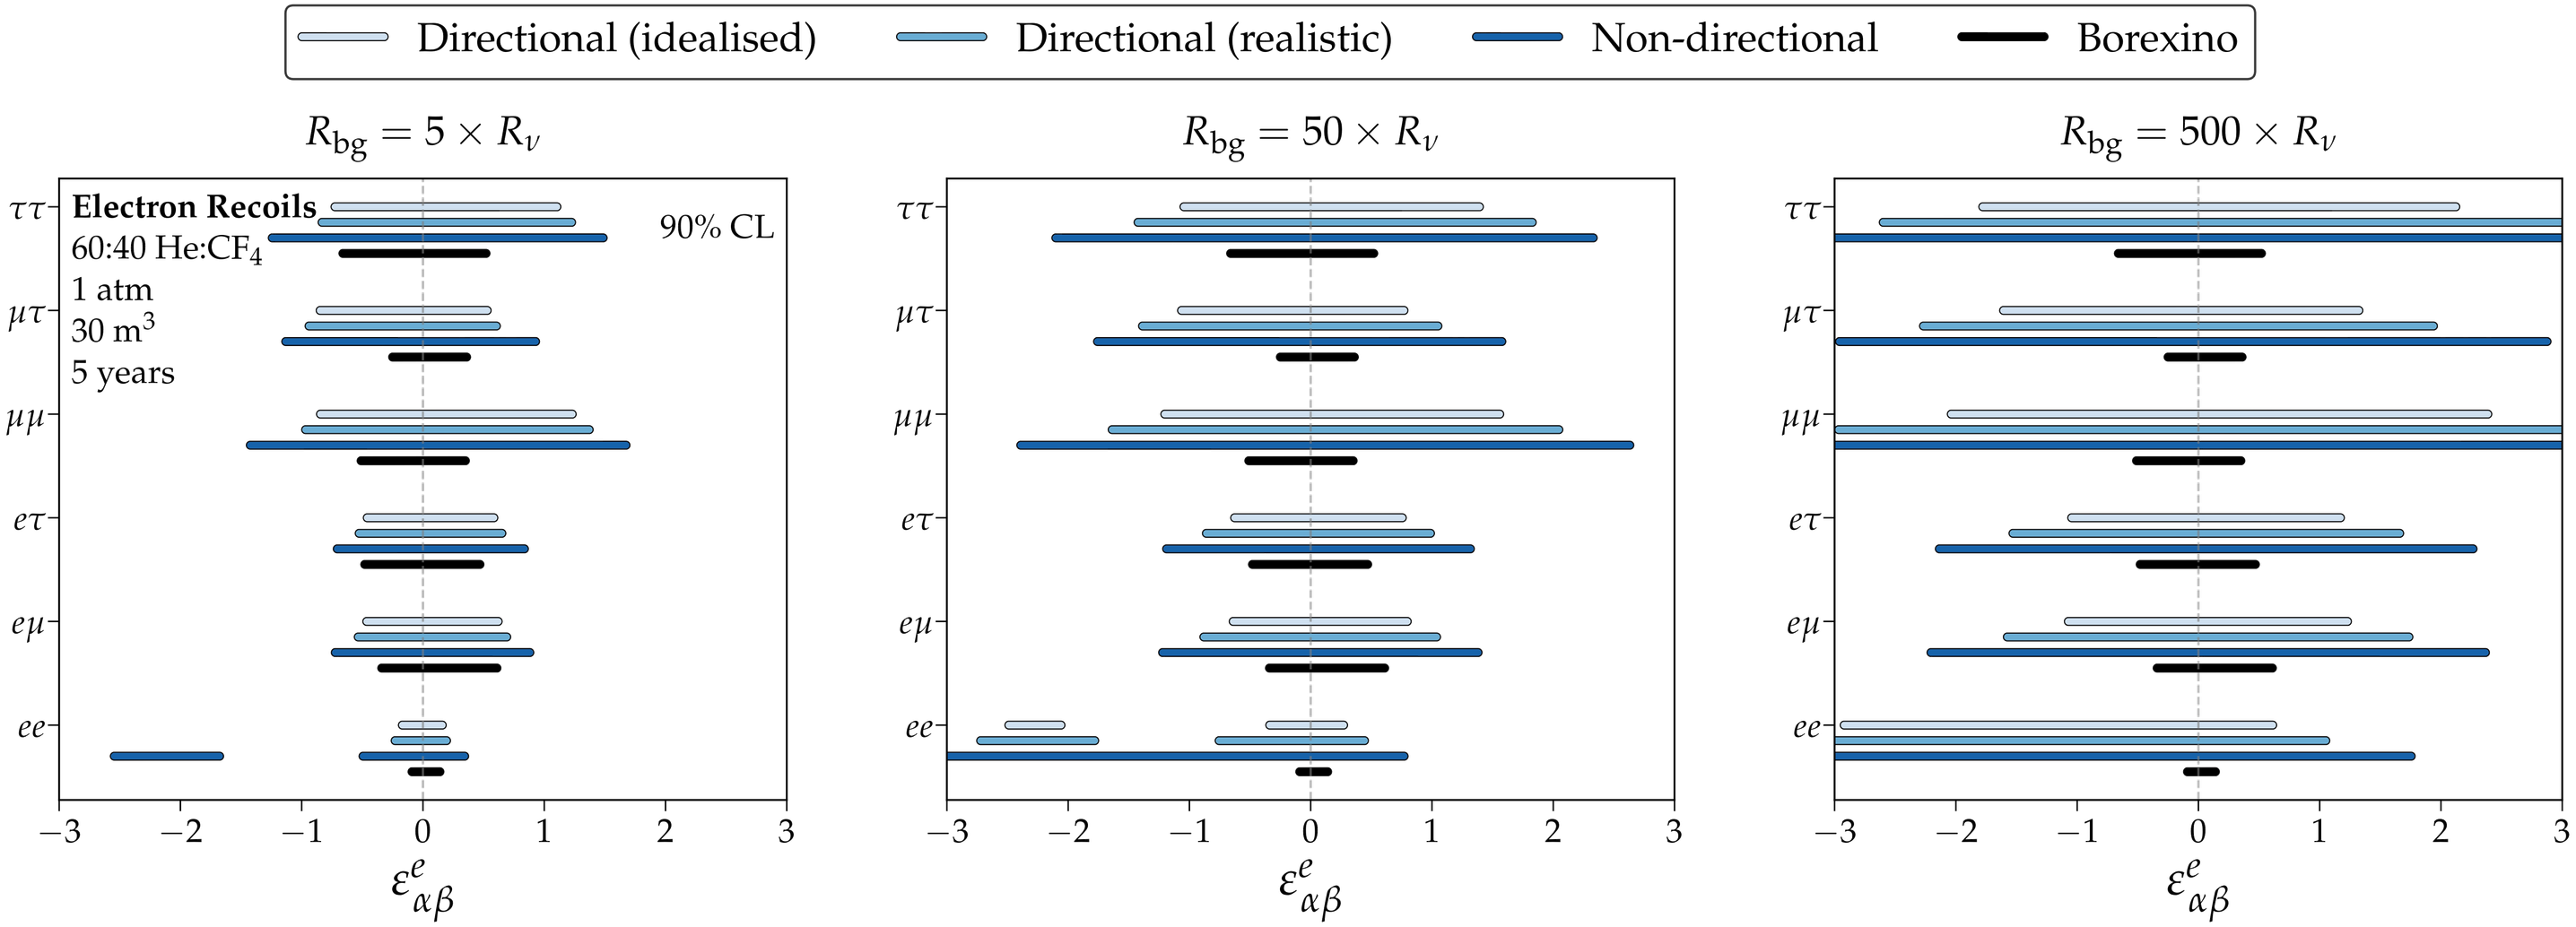 Directional (idealised) Directional (realistic) Non-directional Borexino
R_bg = 5 × R_ν
R_bg = 50 × R_ν
R_bg = 500 × R_ν
Electron Recoils
60:40 He:CF₄
1 atm
30 m³
5 years
90% CL
ττ
μτ
μμ
eτ
eμ
ee
−3 −2 −1 0 1 2 3
ε^e_αβ
ττ
μτ
μμ
eτ
eμ
ee
−3 −2 −1 0 1 2 3
ε^e_αβ
ττ
μτ
μμ
eτ
eμ
ee
−3 −2 −1 0 1 2 3
ε^e_αβ